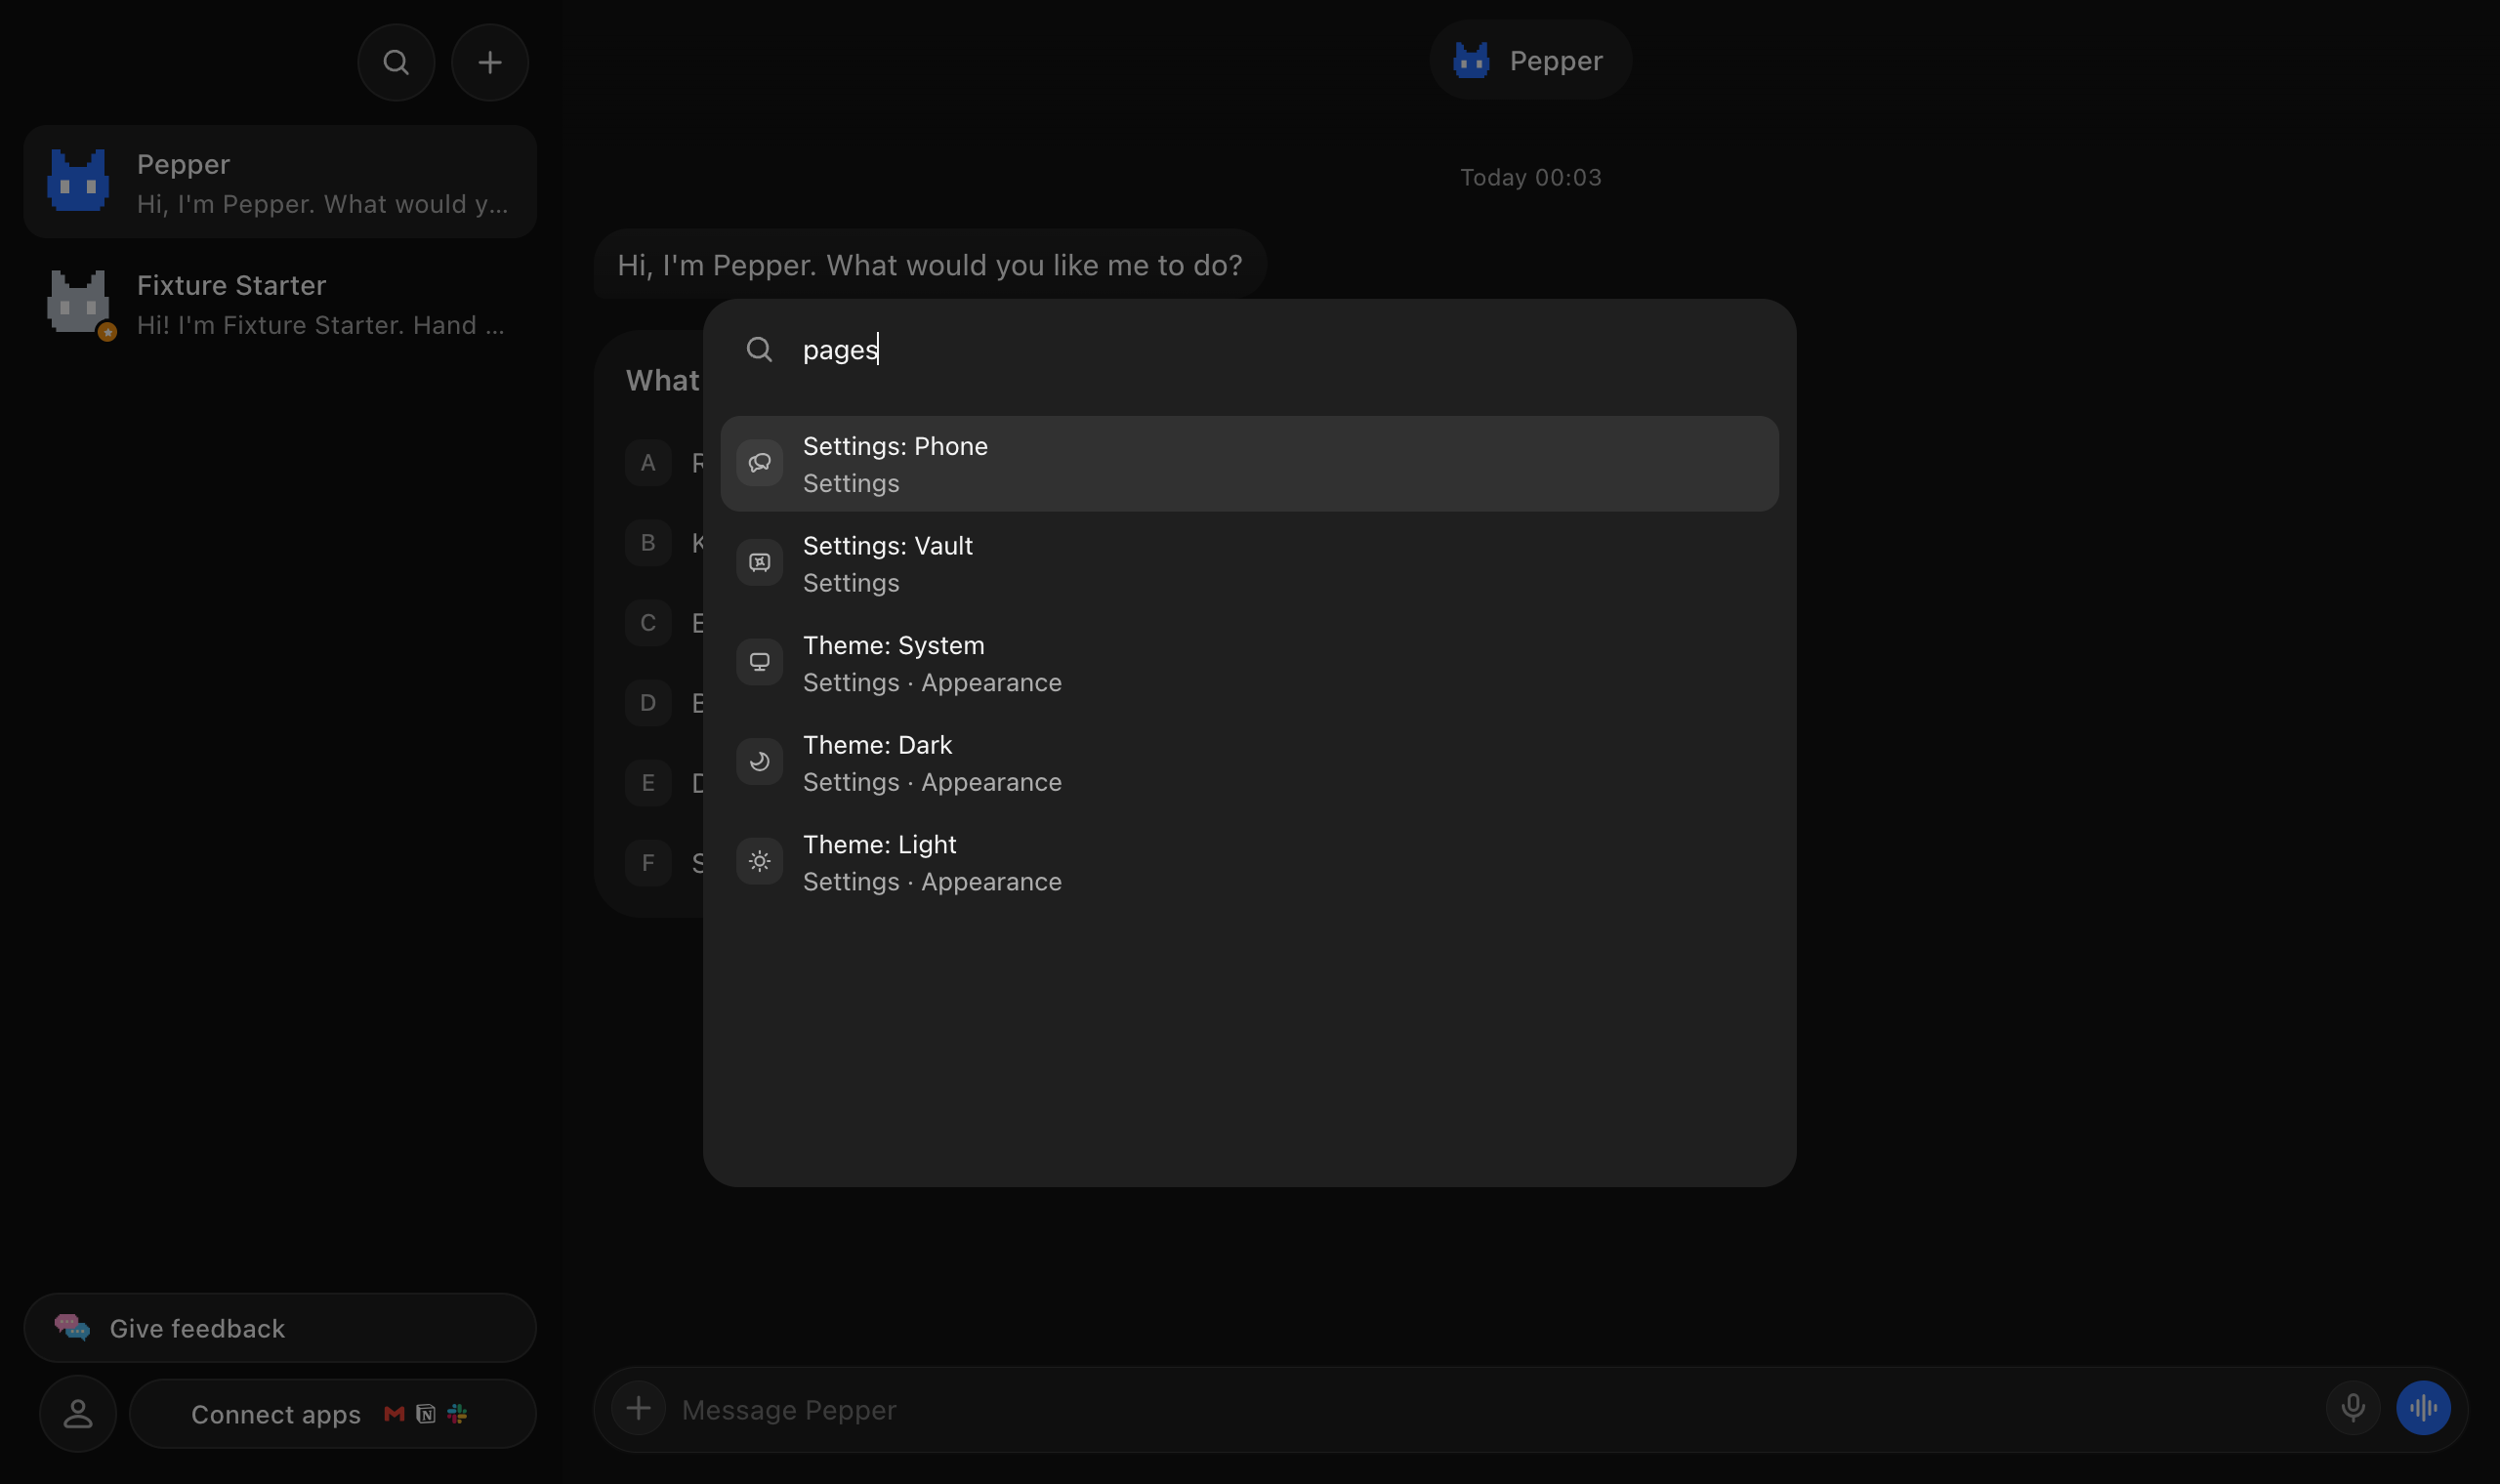 Pepper
Hi, I'm Pepper. What would y...
Fixture Starter
Hi! I'm Fixture Starter. Hand ...
Give feedback
Connect apps
Pepper
Today 00:03
Hi, I'm Pepper. What would you like me to do?
What
A
B
C
D
E
F
pages
Settings: Phone
Settings
Settings: Vault
Settings
Theme: System
Settings · Appearance
Theme: Dark
Settings · Appearance
Theme: Light
Settings · Appearance
Message Pepper